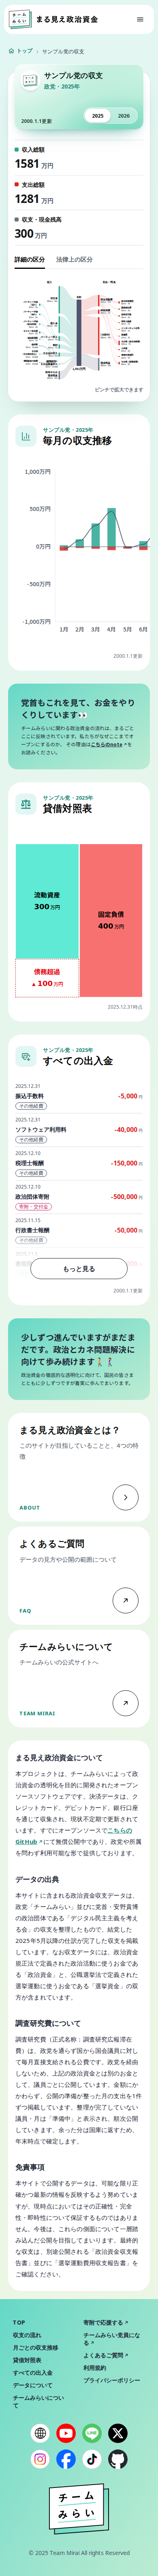 チーム
みらい
まる見え政治資金
トップ › サンプル党の収支
サンプル党の収支
政党・2025年
2000.1.1更新
2025 2026
収入総額
1581 万円
支出総額
1281 万円
収支・現金残高
300 万円
詳細の区分 法律上の区分
ピンチで拡大できます
サンプル党・2025年
毎月の収支推移
1,000万円
500万円
0万円
-500万円
-1,000万円
1月 2月 3月 4月 5月 6月
2000.1.1更新
党首もこれを見て、お金をやり
くりしています👀
チームみらいに関わる政治資金の流れは、まるごと
ここに自動反映されています。私たちがなぜここまでオ
ープンにするのか、その理由はこちらのnote↗を
お読みください。
サンプル党・2025年
貸借対照表
流動資産
300万円
債務超過
▲ 100万円
固定負債
400万円
2025.12.31時点
サンプル党・2025年
すべての出入金
2025.12.31
振込手数料 -5,000円
その他経費
2025.12.31
ソフトウェア利用料 -40,000円
その他経費
2025.12.10
税理士報酬 -150,000円
その他経費
2025.12.10
政治団体寄附 -500,000円
寄附・交付金
2025.11.15
行政書士報酬 -50,000円
その他経費
もっと見る
2000.1.1更新
少しずつ進んでいますがまだま
だです。政治とカネ問題解決に
向けて歩み続けます🚶🚶‍♀️
政治資金の徹底的な透明化に向けて、国民の皆さま
とともに少しずつですが着実に歩んでまいります。
まる見え政治資金とは？
このサイトが目指していることと、4つの特
徴
ABOUT
よくあるご質問
データの見方や公開の範囲について
FAQ
チームみらいについて
チームみらいの公式サイトへ
TEAM MIRAI
まる見え政治資金について
本プロジェクトは、チームみらいによって政
治資金の透明化を目的に開発されたオープン
ソースソフトウェアです。決済データは、ク
レジットカード、デビットカード、銀行口座
を通じて収集され、現状不定期で更新されて
います。すでにオープンソースでこちらの
GitHub↗にて無償公開中であり、政党や所属
を問わず利用可能な形で提供しております。
データの出典
本サイトに含まれる政治資金収支データは、
政党「チームみらい」並びに党首・安野貴博
の政治団体である「デジタル民主主義を考え
る会」の収支を整理したもので、結党した
2025年5月以降の仕訳が完了した収支を掲載
しております。なお収支データには、政治資金
規正法で定義された政治活動に使うお金であ
る「政治資金」と、公職選挙法で定義された
選挙運動に使うお金である「選挙資金」の双
方が含まれています。
調査研究費について
調査研究費（正式名称：調査研究広報滞在
費）は、政党を通らず国から国会議員に対し
て毎月直接支給される公費です。政党を経由
しないため、上記の政治資金とは別のお金と
して、議員ごとに公開しています。金額にか
かわらず、公開の準備が整った月の支出を1件
ずつ掲載しています。整理が完了していない
議員・月は「準備中」と表示され、順次公開
していきます。余った分は国庫に返すため、
年末時点で確定します。
免責事項
本サイトで公開するデータは、可能な限り正
確かつ最新の情報を反映するよう努めていま
すが、現時点においてはその正確性・完全
性・即時性について保証するものではありま
せん。今後は、これらの側面について一層踏
み込んだ公開を目指してまいります。最終的
な収支は、別途公開される「政治資金収支報
告書」並びに「選挙運動費用収支報告書」を
ご確認ください。
TOP
収支の流れ
月ごとの収支推移
貸借対照表
すべての出入金
データについて
チームみらいについ
て
寄附で応援する↗
チームみらい党員にな
る↗
よくあるご質問↗
利用規約
プライバシーポリシー
チーム
みらい
© 2025 Team Mirai All rights Reserved